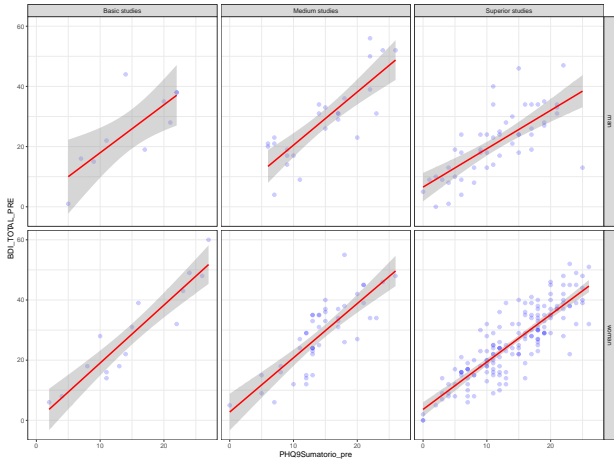 Basic studies Medium studies Superior studies
60
40
20
0
man
60
40
20
0
woman
BDI_TOTAL_PRE
0 10 20 0 10 20 0 10 20
PHQ9Sumatorio_pre